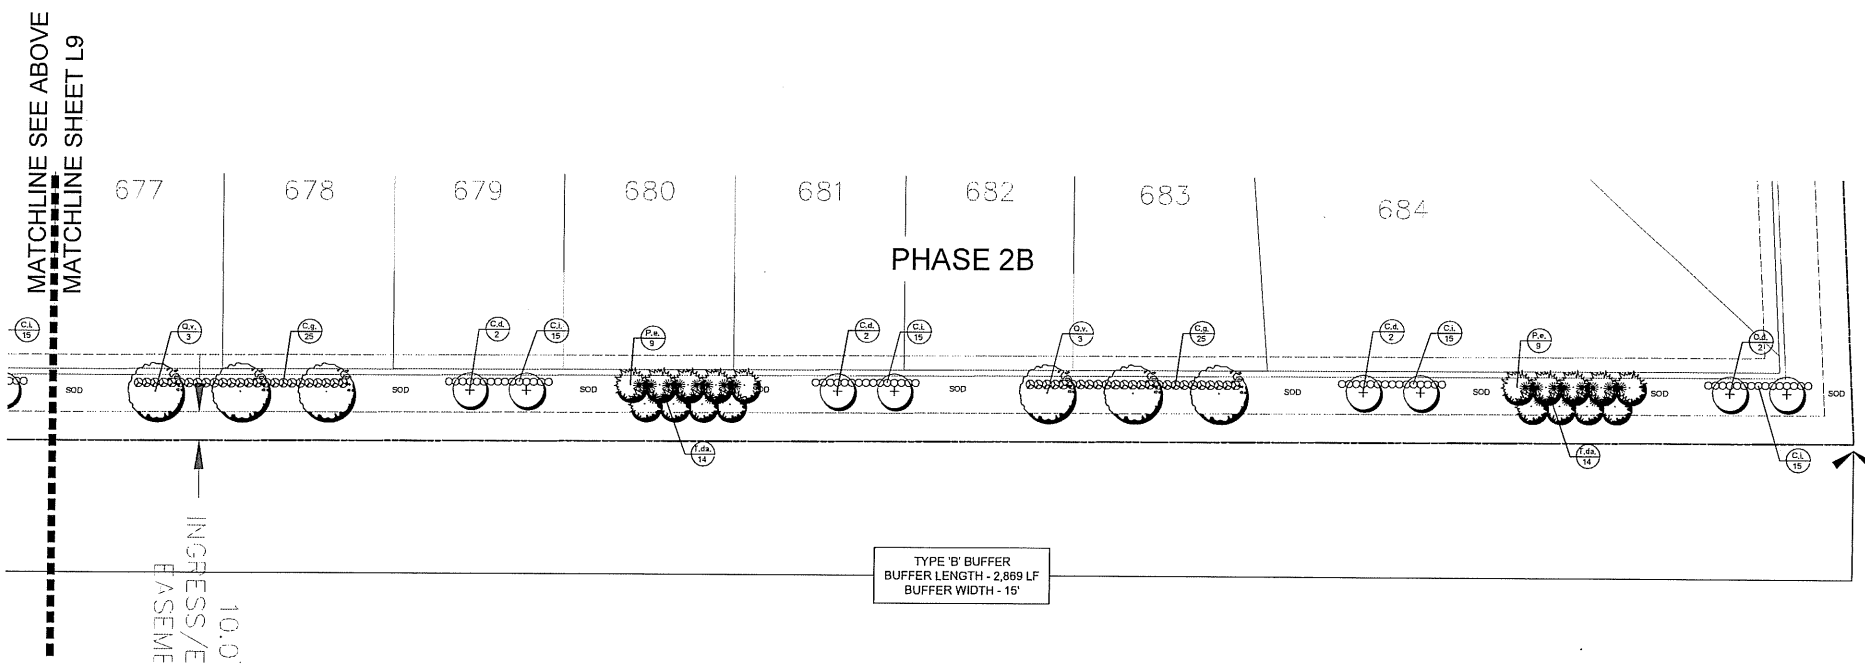 MATCHLINE SEE ABOVE
MATCHLINE SHEET L9
677
678
679
680
681
682
683
684
PHASE 2B
C.i.
15
Q.v.
3
C.g.
25
C.d.
2
C.i.
15
P.e.
9
C.d.
2
C.i.
15
Q.v.
3
C.g.
25
C.d.
2
C.i.
15
P.e.
9
SOD
SOD
SOD
SOD
SOD
SOD
SOD
SOD
T.da.
14
T.da.
14
C.i.
15
INGRESS/E
EASEME
10.0'
TYPE 'B' BUFFER
BUFFER LENGTH - 2,869 LF
BUFFER WIDTH - 15'